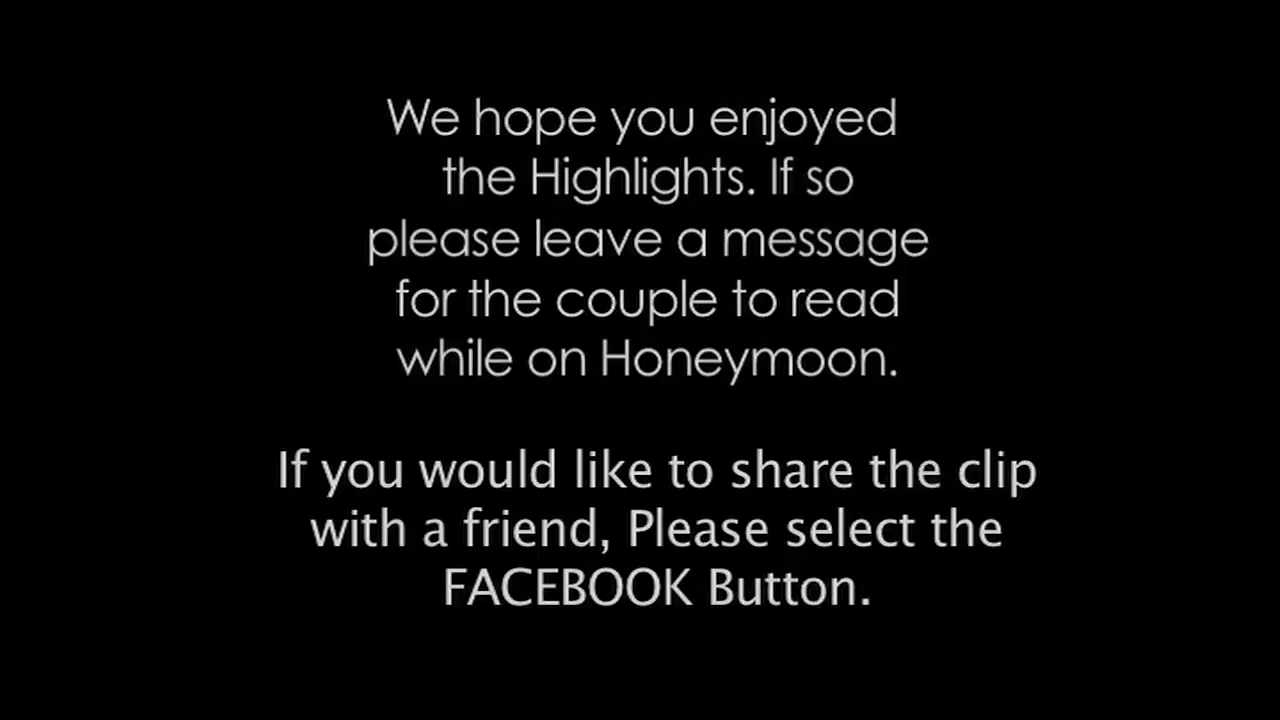 We hope you enjoyed
the Highlights. If so
please leave a message
for the couple to read
while on Honeymoon.
If you would like to share the clip
with a friend, Please select the
FACEBOOK Button.